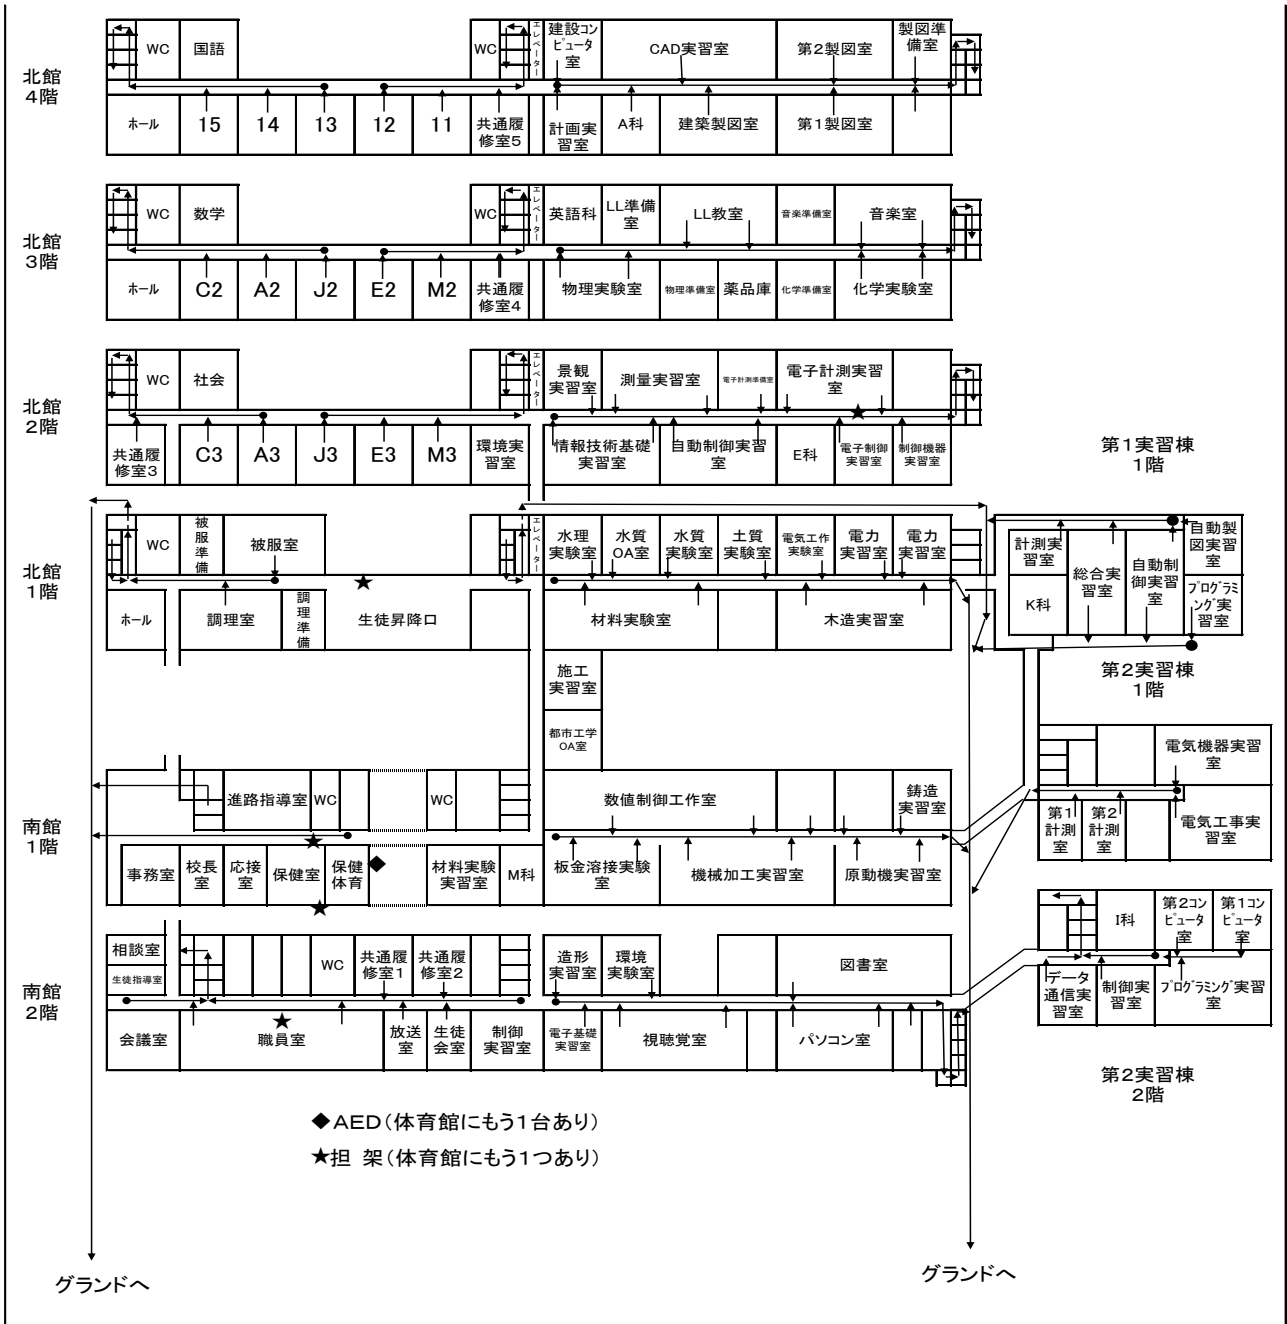 WC
国語
WC
エレベーター
建設コン
ピュータ
室
CAD実習室
第2製図室
製図準
備室
北館
4階
ホール
15
14
13
12
11
共通履
修室5
計画実
習室
A科
建築製図室
第1製図室
WC
数学
WC
エレベーター
英語科
LL準備
室
LL教室
音楽準備室
音楽室
北館
3階
ホール
C2
A2
J2
E2
M2
共通履
修室4
物理実験室
物理準備室
薬品庫
化学準備室
化学実験室
WC
社会
エレベーター
景観
実習室
測量実習室
電子計測準備室
電子計測実習
室
北館
2階
共通履
修室3
C3
A3
J3
E3
M3
環境実
習室
情報技術基礎
実習室
自動制御実習
室
E科
電子制御
実習室
制御機器
実習室
第1実習棟
1階
WC
被服準備
被服室
エレベーター
水理
実験室
水質
OA室
水質
実験室
土質
実験室
電気工作
実験室
電力
実習室
電力
実習室
計測実
習室
総合実
習室
自動制
御実習
室
自動製
図実習
室
北館
1階
ホール
調理室
調理準備
生徒昇降口
材料実験室
木造実習室
K科
プログラミ
ング実
習室
施工
実習室
第2実習棟
1階
都市工学
OA室
電気機器実習
室
進路指導室
WC
WC
数値制御工作室
鋳造
実習室
第1
計測室
第2
計測室
電気工事実
習室
南館
1階
事務室
校長
室
応接
室
保健室
保健
体育
材料実験
実習室
M科
板金溶接実験
室
機械加工実習室
原動機実習室
相談室
生徒指導室
WC
共通履
修室1
共通履
修室2
造形
実習室
環境
実験室
図書室
I科
第2コン
ピュータ
室
第1コン
ピュータ
室
南館
2階
会議室
職員室
放送
室
生徒
会室
制御
実習室
電子基礎
実習室
視聴覚室
パソコン室
データ
通信実
習室
制御実
習室
プログラミング実習
室
第2実習棟
2階
◆AED(体育館にもう1台あり)
★担 架(体育館にもう1つあり)
グランドへ
グランドへ